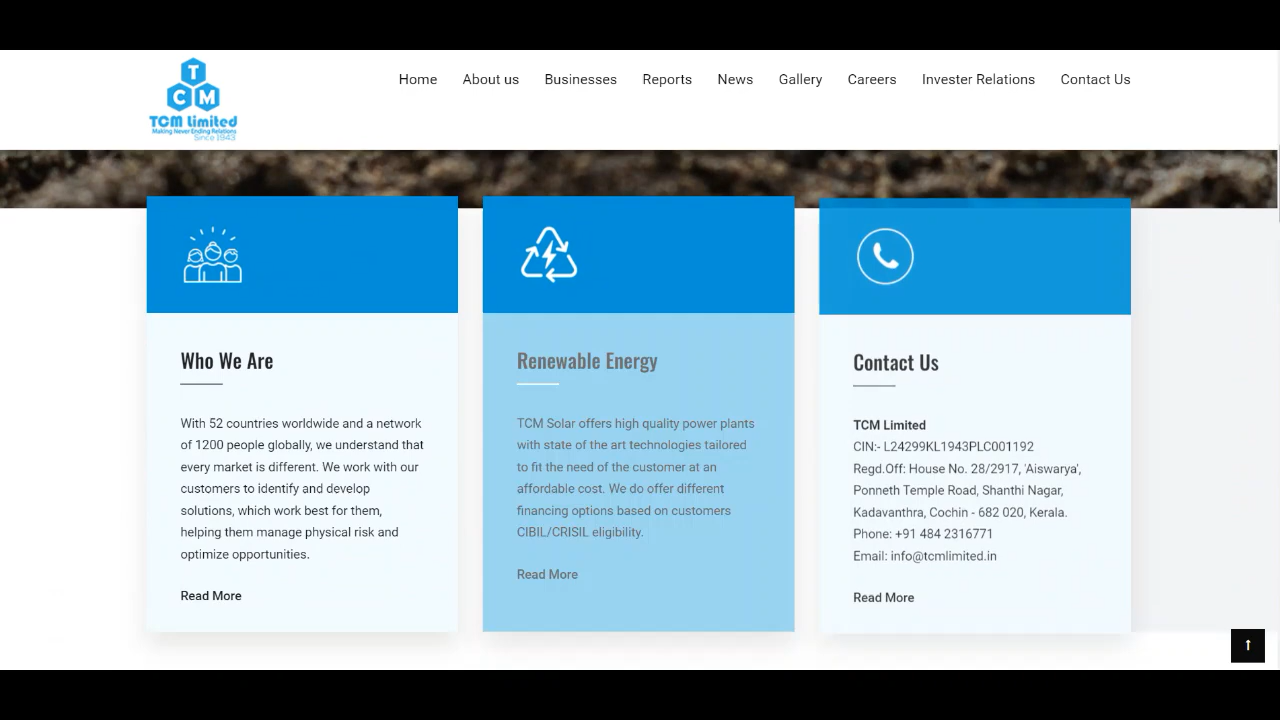 T
C M
TCM Limited
Making Never Ending Relations
Since 1943
Home About us Businesses Reports News Gallery Careers Invester Relations Contact Us
Who We Are
With 52 countries worldwide and a network
of 1200 people globally, we understand that
every market is different. We work with our
customers to identify and develop
solutions, which work best for them,
helping them manage physical risk and
optimize opportunities.
Read More
Renewable Energy
TCM Solar offers high quality power plants
with state of the art technologies tailored
to fit the need of the customer at an
affordable cost. We do offer different
financing options based on customers
CIBIL/CRISIL eligibility.
Read More
Contact Us
TCM Limited
CIN:- L24299KL1943PLC001192
Regd.Off: House No. 28/2917, 'Aiswarya',
Ponneth Temple Road, Shanthi Nagar,
Kadavanthra, Cochin - 682 020, Kerala.
Phone: +91 484 2316771
Email: info@tcmlimited.in
Read More